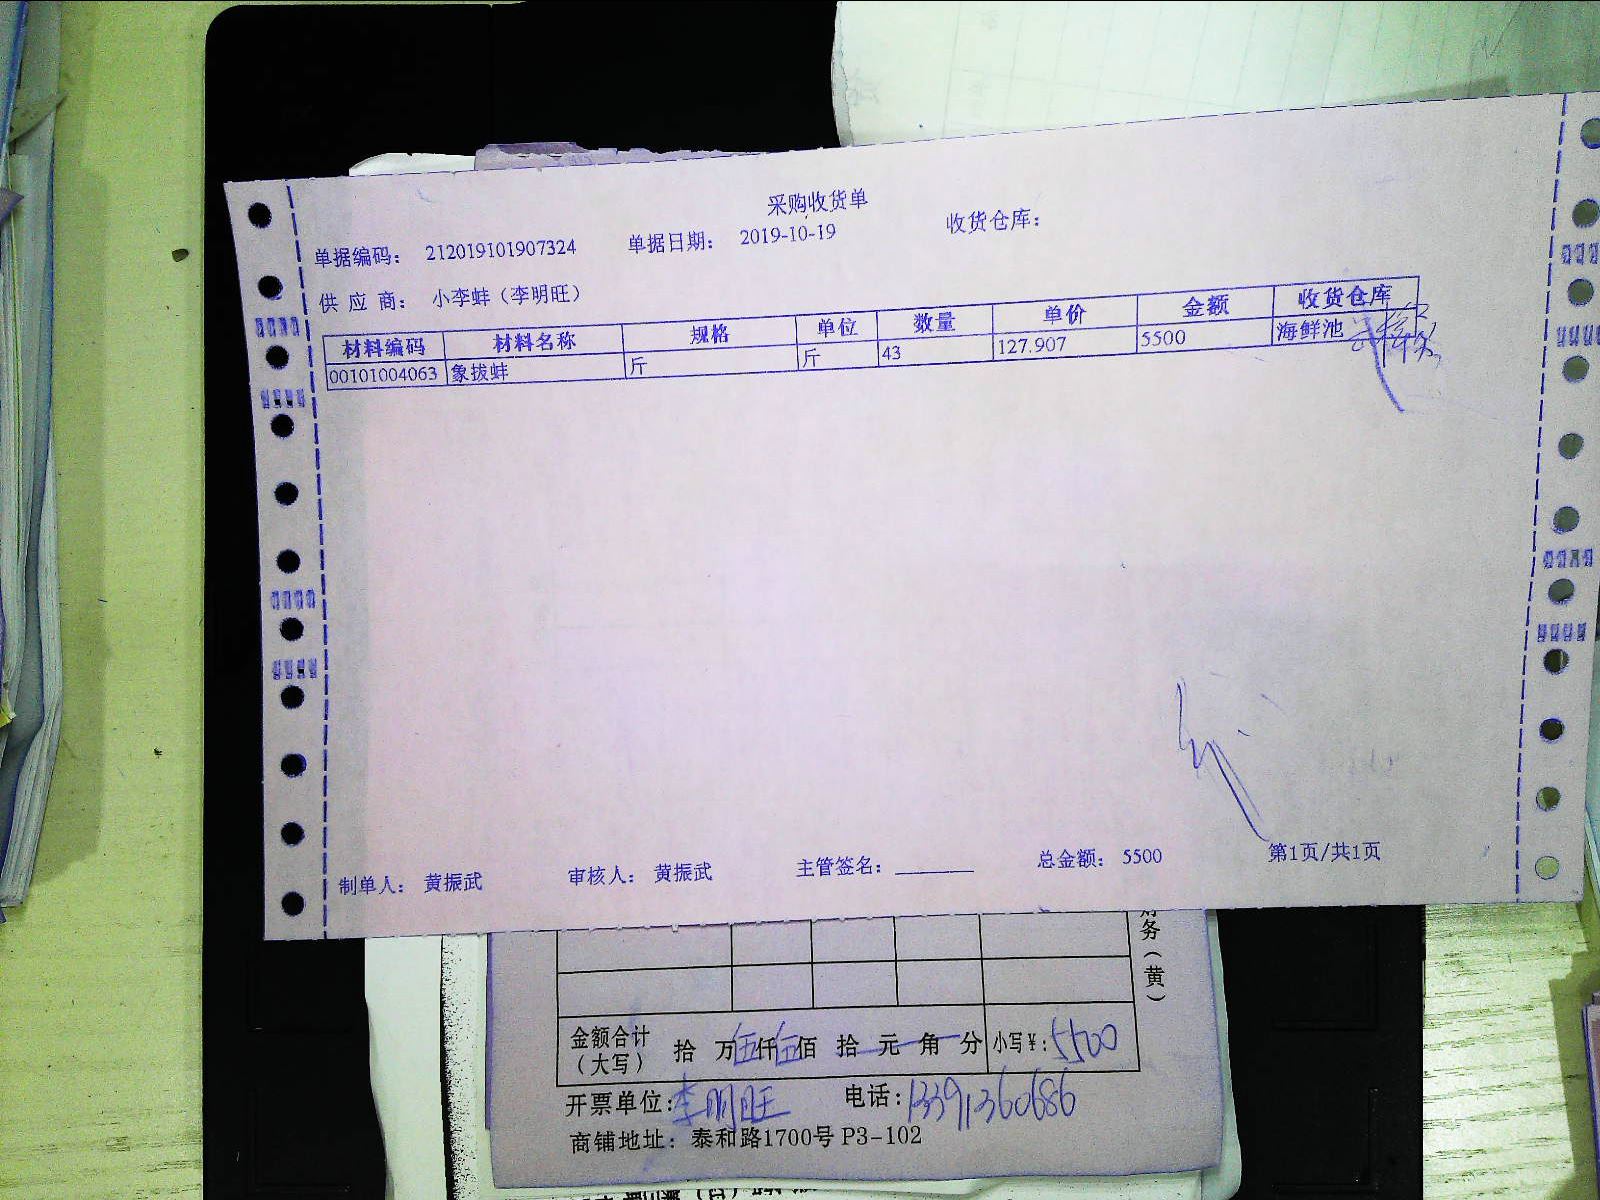 采购收货单
单据编码： 212019101907324 单据日期： 2019-10-19 收货仓库：
供 应 商： 小李蚌（李明旺）
材料编码 材料名称 规格 单位 数量 单价 金额 收货仓库
00101004063 象拔蚌 斤 斤 43 127.907 5500 海鲜池
制单人： 黄振武 审核人： 黄振武 主管签名： 总金额： 5500 第1页/共1页
务（黄）
金额合计（大写） 拾 万伍仟伍佰 拾 元 角 分 小写¥：5500
开票单位：李明旺 电话：13391360686
商铺地址：泰和路1700号 P3-102